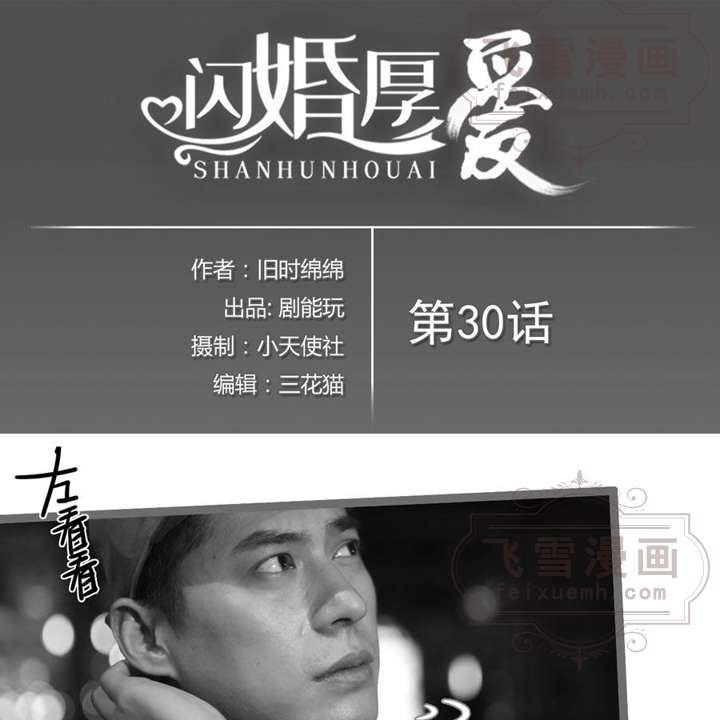 飞雪漫画
feixuemh.com
闪婚厚爱
SHANHUNHOUAI
作者：旧时绵绵
出品: 剧能玩
摄制：小天使社
编辑：三花猫
第30话
左看看
飞雪漫画
feixuemh.com